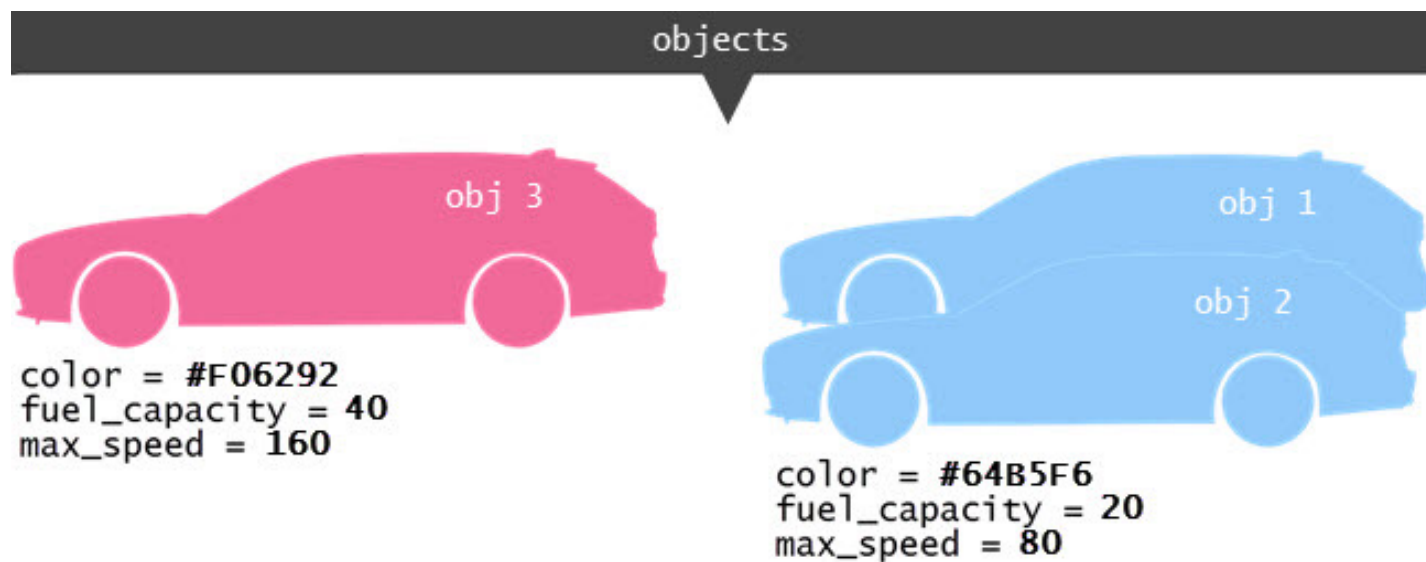 objects
obj 3
color = #F06292
fuel_capacity = 40
max_speed = 160
obj 1
obj 2
color = #64B5F6
fuel_capacity = 20
max_speed = 80